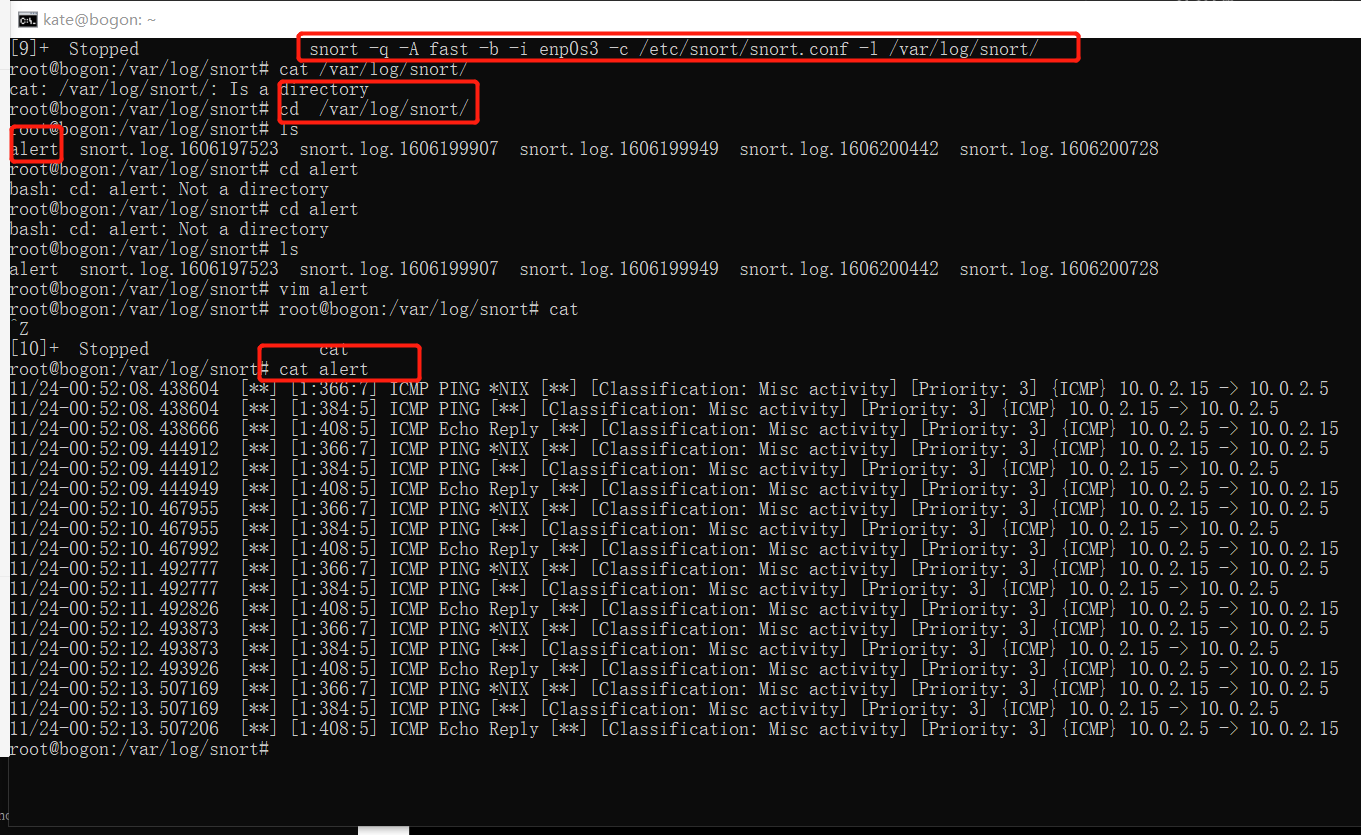 kate@bogon: ~
[9]+  Stopped                 snort -q -A fast -b -i enp0s3 -c /etc/snort/snort.conf -l /var/log/snort/
root@bogon:/var/log/snort# cat /var/log/snort/
cat: /var/log/snort/: Is a directory
root@bogon:/var/log/snort# cd  /var/log/snort/
root@bogon:/var/log/snort# ls
alert  snort.log.1606197523  snort.log.1606199907  snort.log.1606199949  snort.log.1606200442  snort.log.1606200728
root@bogon:/var/log/snort# cd alert
bash: cd: alert: Not a directory
root@bogon:/var/log/snort# cd alert
bash: cd: alert: Not a directory
root@bogon:/var/log/snort# ls
alert  snort.log.1606197523  snort.log.1606199907  snort.log.1606199949  snort.log.1606200442  snort.log.1606200728
root@bogon:/var/log/snort# vim alert
root@bogon:/var/log/snort# root@bogon:/var/log/snort# cat
^Z
[10]+  Stopped                 cat
root@bogon:/var/log/snort# cat alert
11/24-00:52:08.438604  [**] [1:366:7] ICMP PING *NIX [**] [Classification: Misc activity] [Priority: 3] {ICMP} 10.0.2.15 -> 10.0.2.5
11/24-00:52:08.438604  [**] [1:384:5] ICMP PING [**] [Classification: Misc activity] [Priority: 3] {ICMP} 10.0.2.15 -> 10.0.2.5
11/24-00:52:08.438666  [**] [1:408:5] ICMP Echo Reply [**] [Classification: Misc activity] [Priority: 3] {ICMP} 10.0.2.5 -> 10.0.2.15
11/24-00:52:09.444912  [**] [1:366:7] ICMP PING *NIX [**] [Classification: Misc activity] [Priority: 3] {ICMP} 10.0.2.15 -> 10.0.2.5
11/24-00:52:09.444912  [**] [1:384:5] ICMP PING [**] [Classification: Misc activity] [Priority: 3] {ICMP} 10.0.2.15 -> 10.0.2.5
11/24-00:52:09.444949  [**] [1:408:5] ICMP Echo Reply [**] [Classification: Misc activity] [Priority: 3] {ICMP} 10.0.2.5 -> 10.0.2.15
11/24-00:52:10.467955  [**] [1:366:7] ICMP PING *NIX [**] [Classification: Misc activity] [Priority: 3] {ICMP} 10.0.2.15 -> 10.0.2.5
11/24-00:52:10.467955  [**] [1:384:5] ICMP PING [**] [Classification: Misc activity] [Priority: 3] {ICMP} 10.0.2.15 -> 10.0.2.5
11/24-00:52:10.467992  [**] [1:408:5] ICMP Echo Reply [**] [Classification: Misc activity] [Priority: 3] {ICMP} 10.0.2.5 -> 10.0.2.15
11/24-00:52:11.492777  [**] [1:366:7] ICMP PING *NIX [**] [Classification: Misc activity] [Priority: 3] {ICMP} 10.0.2.15 -> 10.0.2.5
11/24-00:52:11.492777  [**] [1:384:5] ICMP PING [**] [Classification: Misc activity] [Priority: 3] {ICMP} 10.0.2.15 -> 10.0.2.5
11/24-00:52:11.492826  [**] [1:408:5] ICMP Echo Reply [**] [Classification: Misc activity] [Priority: 3] {ICMP} 10.0.2.5 -> 10.0.2.15
11/24-00:52:12.493873  [**] [1:366:7] ICMP PING *NIX [**] [Classification: Misc activity] [Priority: 3] {ICMP} 10.0.2.15 -> 10.0.2.5
11/24-00:52:12.493873  [**] [1:384:5] ICMP PING [**] [Classification: Misc activity] [Priority: 3] {ICMP} 10.0.2.15 -> 10.0.2.5
11/24-00:52:12.493926  [**] [1:408:5] ICMP Echo Reply [**] [Classification: Misc activity] [Priority: 3] {ICMP} 10.0.2.5 -> 10.0.2.15
11/24-00:52:13.507169  [**] [1:366:7] ICMP PING *NIX [**] [Classification: Misc activity] [Priority: 3] {ICMP} 10.0.2.15 -> 10.0.2.5
11/24-00:52:13.507169  [**] [1:384:5] ICMP PING [**] [Classification: Misc activity] [Priority: 3] {ICMP} 10.0.2.15 -> 10.0.2.5
11/24-00:52:13.507206  [**] [1:408:5] ICMP Echo Reply [**] [Classification: Misc activity] [Priority: 3] {ICMP} 10.0.2.5 -> 10.0.2.15
root@bogon:/var/log/snort#